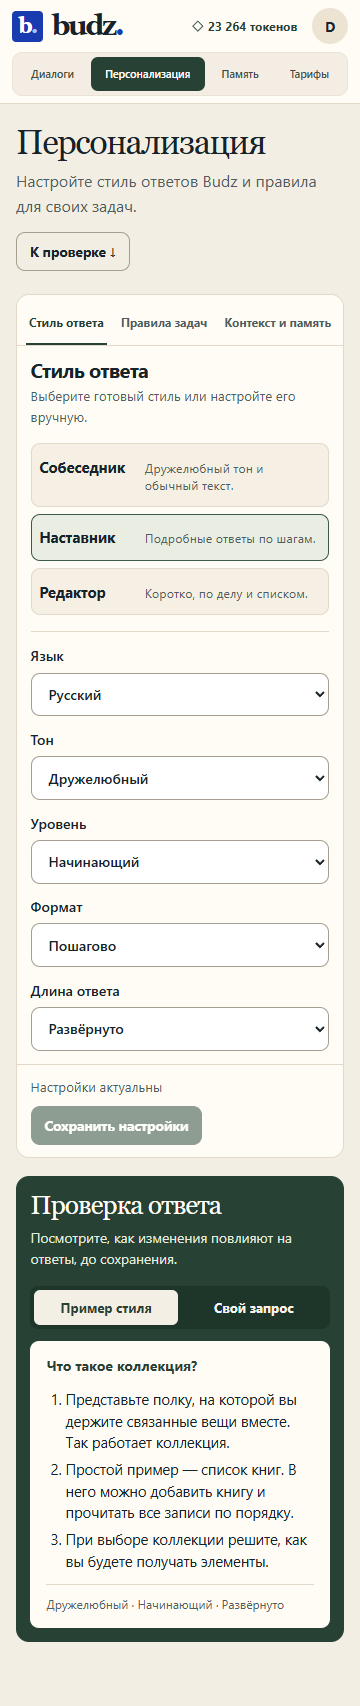 b. budz.
23 264 токенов
D
Диалоги
Персонализация
Память
Тарифы
Персонализация
Настройте стиль ответов Budz и правила
для своих задач.
К проверке ↓
Стиль ответа
Правила задач
Контекст и память
Стиль ответа
Выберите готовый стиль или настройте его
вручную.
Собеседник
Дружелюбный тон и
обычный текст.
Наставник
Подробные ответы по шагам.
Редактор
Коротко, по делу и списком.
Язык
Русский
Тон
Дружелюбный
Уровень
Начинающий
Формат
Пошагово
Длина ответа
Развёрнуто
Настройки актуальны
Сохранить настройки
Проверка ответа
Посмотрите, как изменения повлияют на
ответы, до сохранения.
Пример стиля
Свой запрос
Что такое коллекция?
1. Представьте полку, на которой вы
держите связанные вещи вместе.
Так работает коллекция.
2. Простой пример — список книг. В
него можно добавить книгу и
прочитать все записи по порядку.
3. При выборе коллекции решите, как
вы будете получать элементы.
Дружелюбный · Начинающий · Развёрнуто